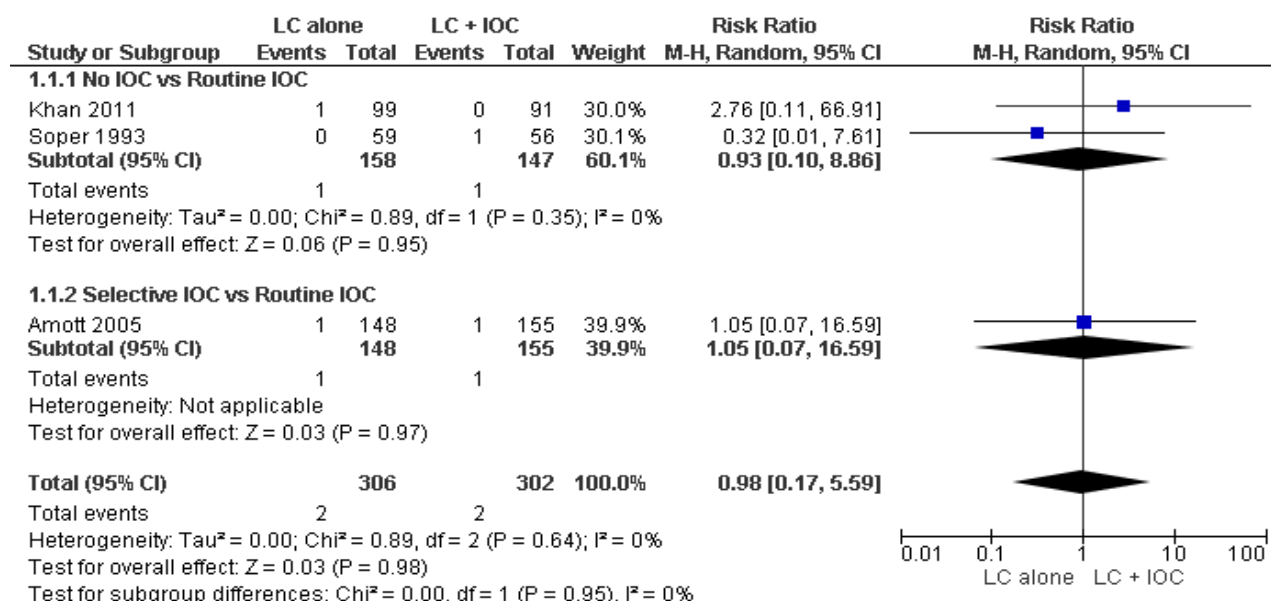 LC alone LC + IOC Risk Ratio Risk Ratio
Study or Subgroup Events Total Events Total Weight M-H, Random, 95% CI M-H, Random, 95% CI
1.1.1 No IOC vs Routine IOC
Khan 2011 1 99 0 91 30.0% 2.76 [0.11, 66.91]
Soper 1993 0 59 1 56 30.1% 0.32 [0.01, 7.61]
Subtotal (95% CI) 158 147 60.1% 0.93 [0.10, 8.86]
Total events 1 1
Heterogeneity: Tau² = 0.00; Chi² = 0.89, df = 1 (P = 0.35); I² = 0%
Test for overall effect: Z = 0.06 (P = 0.95)
1.1.2 Selective IOC vs Routine IOC
Amott 2005 1 148 1 155 39.9% 1.05 [0.07, 16.59]
Subtotal (95% CI) 148 155 39.9% 1.05 [0.07, 16.59]
Total events 1 1
Heterogeneity: Not applicable
Test for overall effect: Z = 0.03 (P = 0.97)
Total (95% CI) 306 302 100.0% 0.98 [0.17, 5.59]
Total events 2 2
Heterogeneity: Tau² = 0.00; Chi² = 0.89, df = 2 (P = 0.64); I² = 0%
Test for overall effect: Z = 0.03 (P = 0.98)
Test for subgroup differences: Chi² = 0.00, df = 1 (P = 0.95), I² = 0%
0.01 0.1 1 10 100
LC alone LC + IOC